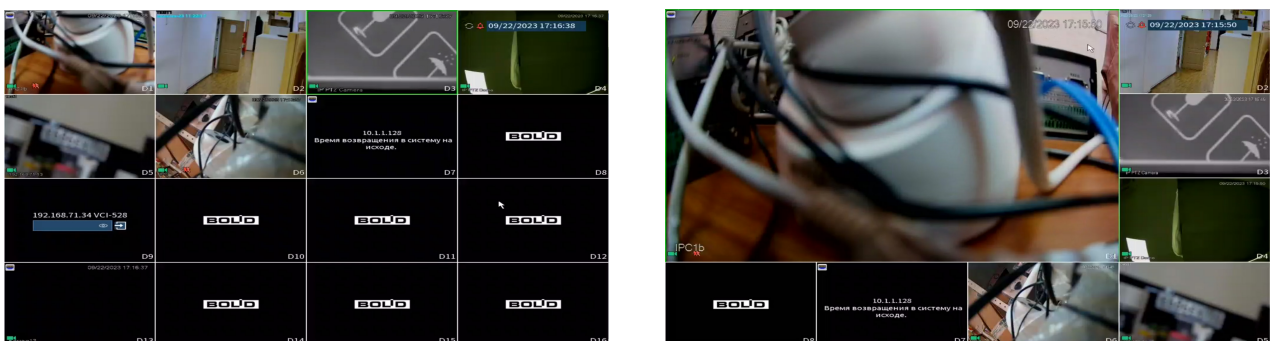 D1
D2
PTZ Camera
D3
09/22/2023 17:16:38
D4
D5
D6
10.1.1.128
Время возвращения в систему на
исходе.
D7
BOLID
D8
192.168.71.34 VCI-528
D9
BOLID
D10
BOLID
D11
BOLID
D12
09/22/2023 17:16:37
D13
BOLID
D14
BOLID
D15
BOLID
D16
09/22/2023 17:15:50
IPC1b
D1
09/22/2023 17:15:50
D2
PTZ Camera
D3
D4
BOLID
D8
10.1.1.128
Время возвращения в систему на
исходе.
D7
D6
D5